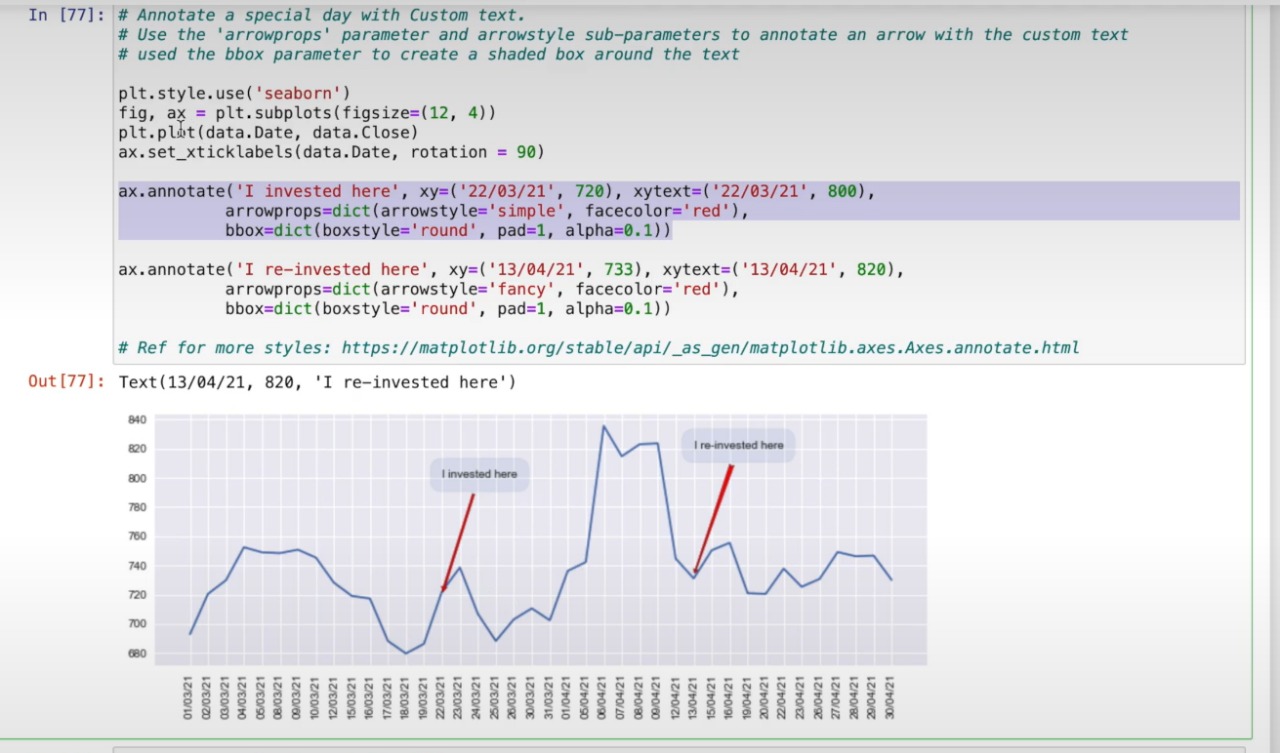 In [77]: # Annotate a special day with Custom text.
# Use the 'arrowprops' parameter and arrowstyle sub-parameters to annotate an arrow with the custom text
# used the bbox parameter to create a shaded box around the text
plt.style.use('seaborn')
fig, ax = plt.subplots(figsize=(12, 4))
plt.plot(data.Date, data.Close)
ax.set_xticklabels(data.Date, rotation = 90)
ax.annotate('I invested here', xy=('22/03/21', 720), xytext=('22/03/21', 800),
arrowprops=dict(arrowstyle='simple', facecolor='red'),
bbox=dict(boxstyle='round', pad=1, alpha=0.1))
ax.annotate('I re-invested here', xy=('13/04/21', 733), xytext=('13/04/21', 820),
arrowprops=dict(arrowstyle='fancy', facecolor='red'),
bbox=dict(boxstyle='round', pad=1, alpha=0.1))
# Ref for more styles: https://matplotlib.org/stable/api/_as_gen/matplotlib.axes.Axes.annotate.html
Out[77]: Text(13/04/21, 820, 'I re-invested here')
840
820
800
780
760
740
720
700
680
I invested here
I re-invested here
01/03/21
02/03/21
03/03/21
04/03/21
05/03/21
08/03/21
09/03/21
10/03/21
12/03/21
15/03/21
16/03/21
17/03/21
18/03/21
19/03/21
22/03/21
23/03/21
24/03/21
25/03/21
26/03/21
30/03/21
31/03/21
01/04/21
05/04/21
06/04/21
07/04/21
08/04/21
09/04/21
12/04/21
13/04/21
15/04/21
16/04/21
19/04/21
20/04/21
22/04/21
23/04/21
26/04/21
27/04/21
28/04/21
29/04/21
30/04/21